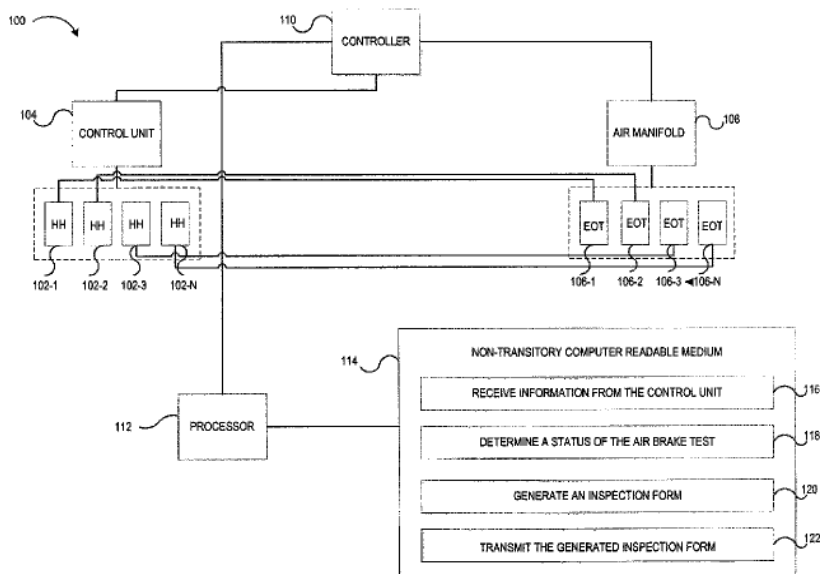 100
110
CONTROLLER
104
CONTROL UNIT
AIR MANIFOLD
108
HH
HH
HH
HH
EOT
EOT
EOT
EOT
102-1
102-2
102-3
102-N
106-1
106-2
106-3
106-N
114
NON-TRANSITORY COMPUTER READABLE MEDIUM
RECEIVE INFORMATION FROM THE CONTROL UNIT
116
112
PROCESSOR
DETERMINE A STATUS OF THE AIR BRAKE TEST
118
GENERATE AN INSPECTION FORM
120
TRANSMIT THE GENERATED INSPECTION FORM
122